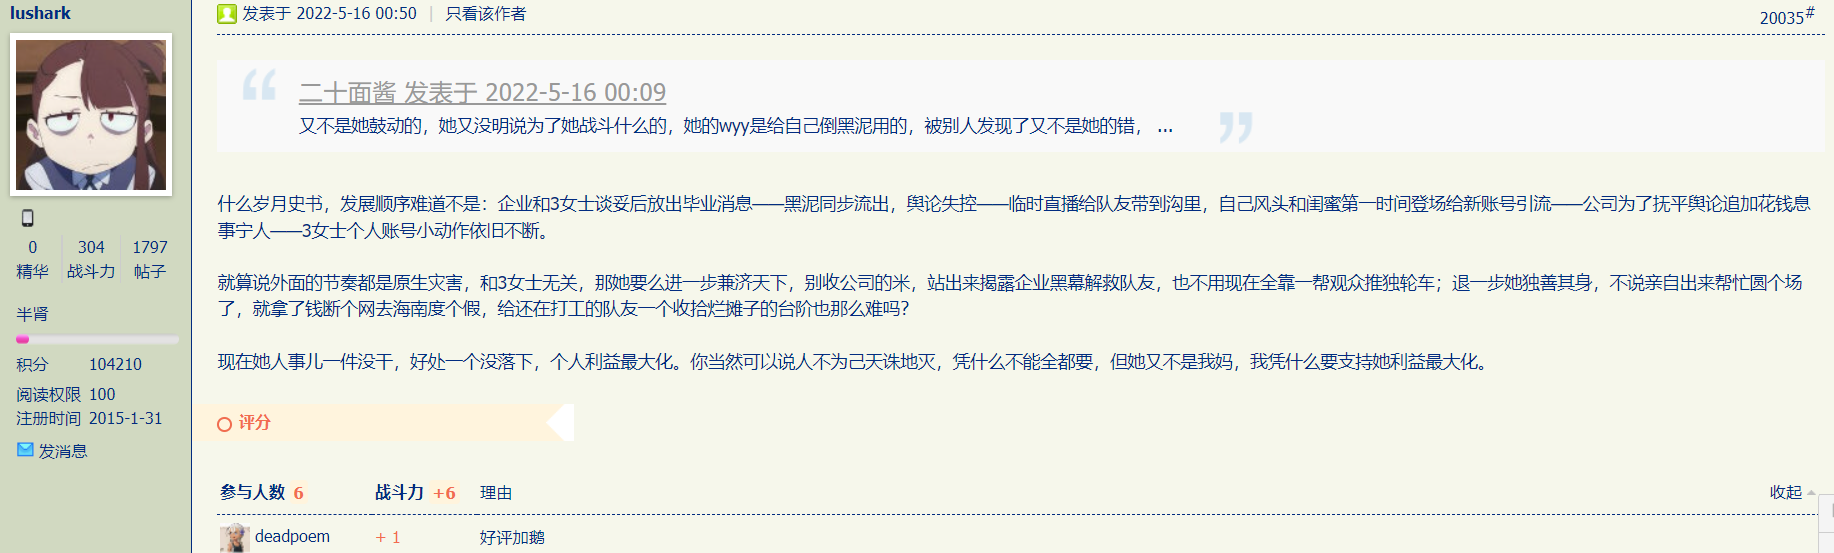 lushark
发表于 2022-5-16 00:50 | 只看该作者
20035#
二十面酱 发表于 2022-5-16 00:09
又不是她鼓动的，她又没明说为了她战斗什么的，她的wyy是给自己倒黑泥用的，被别人发现了又不是她的错， ...
什么岁月史书，发展顺序难道不是：企业和3女士谈妥后放出毕业消息——黑泥同步流出，舆论失控——临时直播给队友带到沟里，自己风头和闺蜜第一时间登场给新账号引流——公司为了抚平舆论追加花钱息
事宁人——3女士个人账号小动作依旧不断。
就算说外面的节奏都是原生灾害，和3女士无关，那她要么进一步兼济天下，别收公司的米，站出来揭露企业黑幕解救队友，也不用现在全靠一帮观众推独轮车；退一步她独善其身，不说亲自出来帮忙圆个场
了，就拿了钱断个网去海南度个假，给还在打工的队友一个收拾烂摊子的台阶也那么难吗？
现在她人事儿一件没干，好处一个没落下，个人利益最大化。你当然可以说人不为己天诛地灭，凭什么不能全都要，但她又不是我妈，我凭什么要支持她利益最大化。
0 304 1797
精华 战斗力 帖子
半肾
积分 104210
阅读权限 100
注册时间 2015-1-31
发消息
评分
参与人数 6 战斗力 +6 理由 收起
deadpoem + 1 好评加鹅